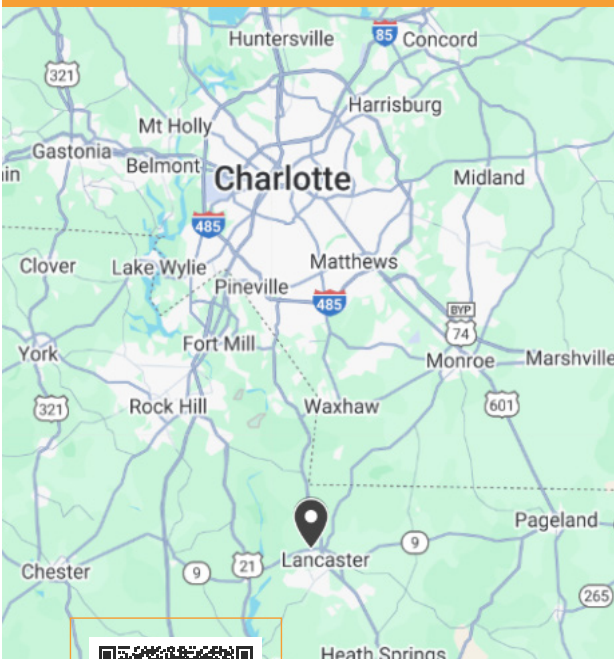 Huntersville
85
Concord
321
Harrisburg
Mt Holly
Gastonia
Belmont
Charlotte
Midland
in
485
Clover
Lake Wylie
Matthews
Pineville
485
BYP
74
Fort Mill
York
Monroe
Marshville
321
Rock Hill
Waxhaw
601
Pageland
9
Lancaster
Chester
9
21
265
Heath Springs